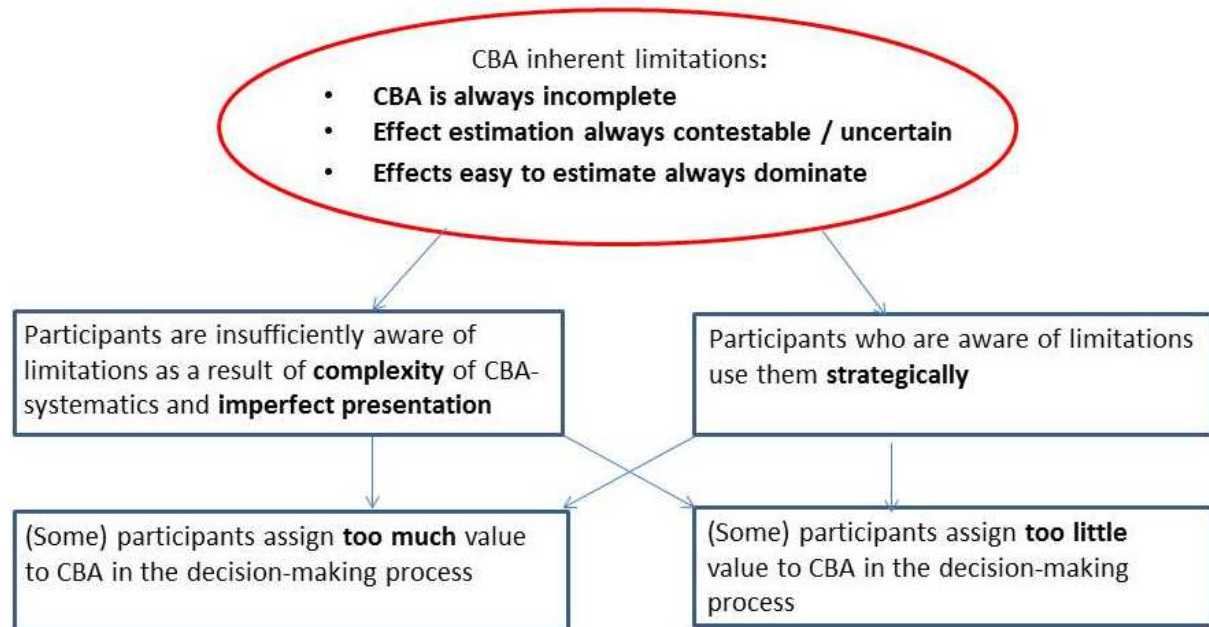 CBA inherent limitations:
• CBA is always incomplete
• Effect estimation always contestable / uncertain
• Effects easy to estimate always dominate
Participants are insufficiently aware of
limitations as a result of complexity of CBA-
systematics and imperfect presentation
Participants who are aware of limitations
use them strategically
(Some) participants assign too much value
to CBA in the decision-making process
(Some) participants assign too little
value to CBA in the decision-making
process